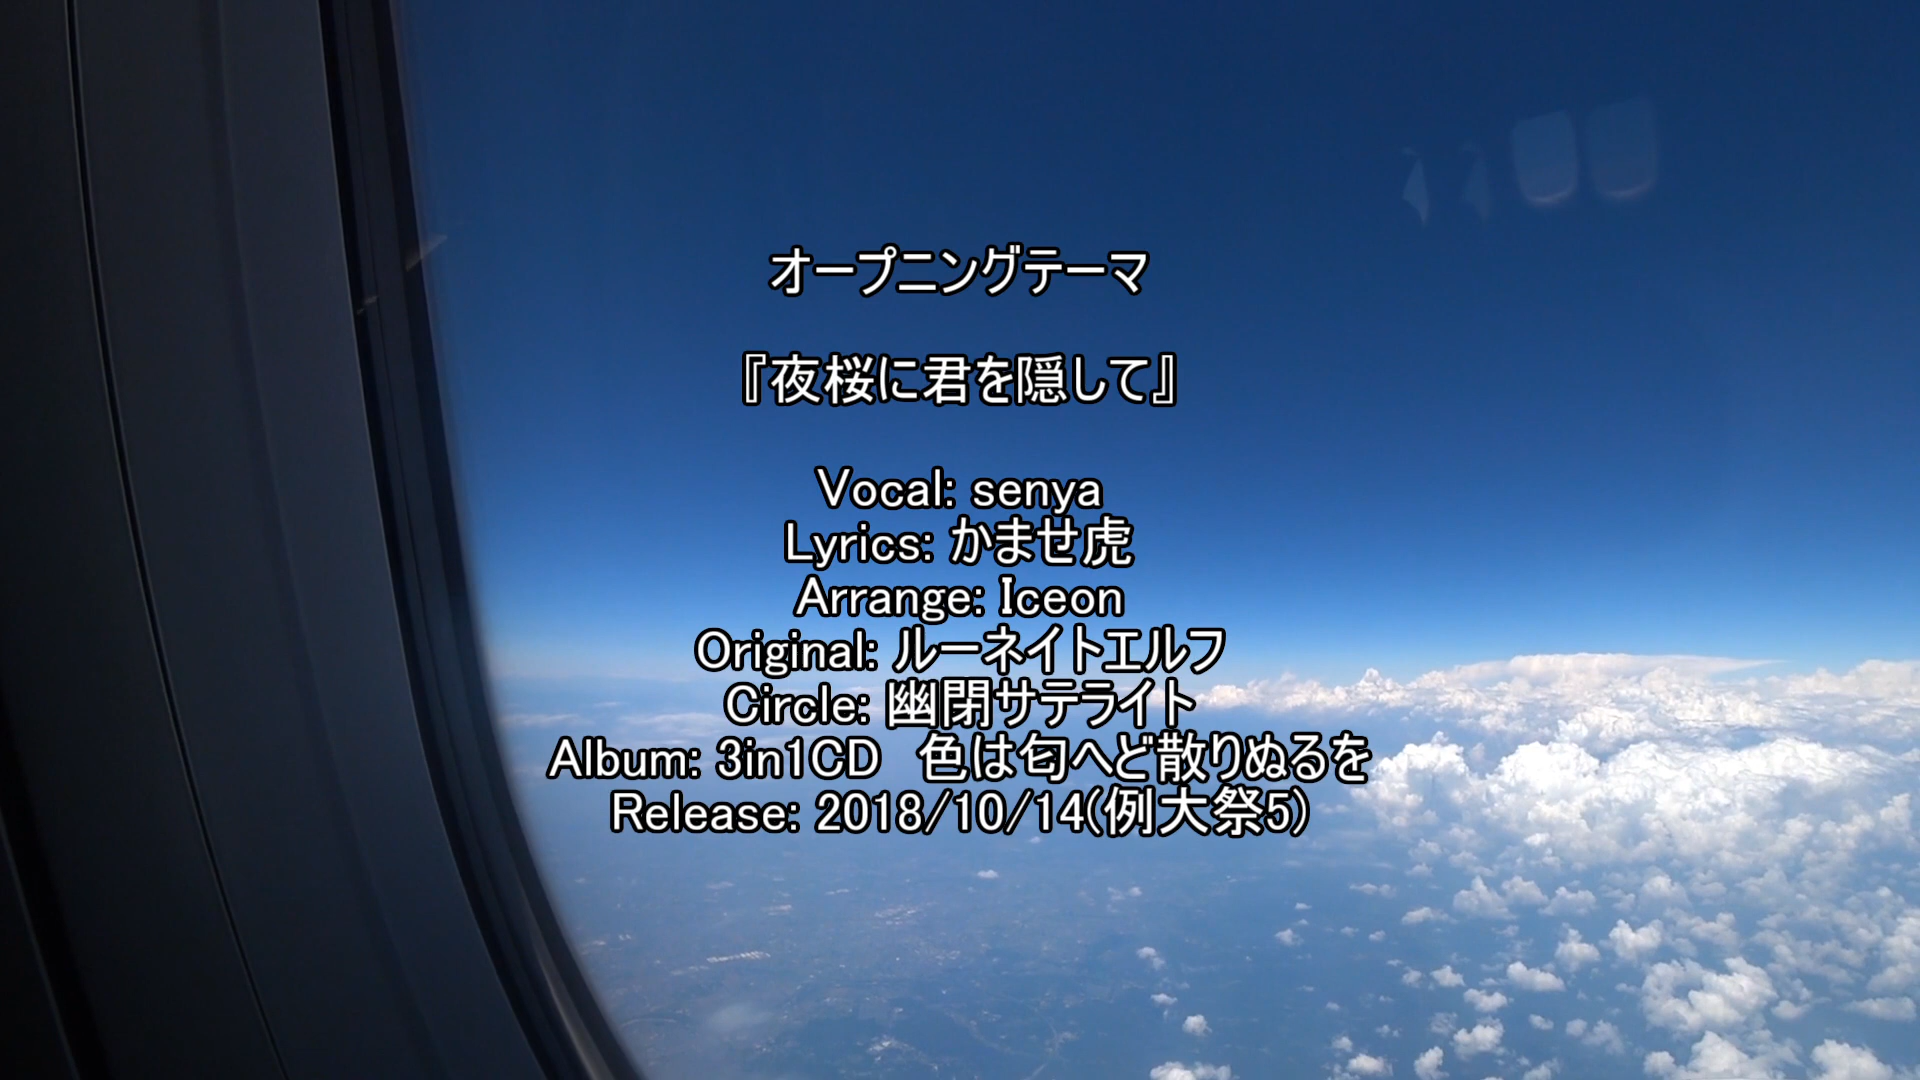 オープニングテーマ
『夜桜に君を隠して』
Vocal: senya
Lyrics: かませ虎
Arrange: Iceon
Original: ルーネイトエルフ
Circle: 幽閉サテライト
Album: 3in1CD　色は匂へど散りぬるを
Release: 2018/10/14(例大祭5)